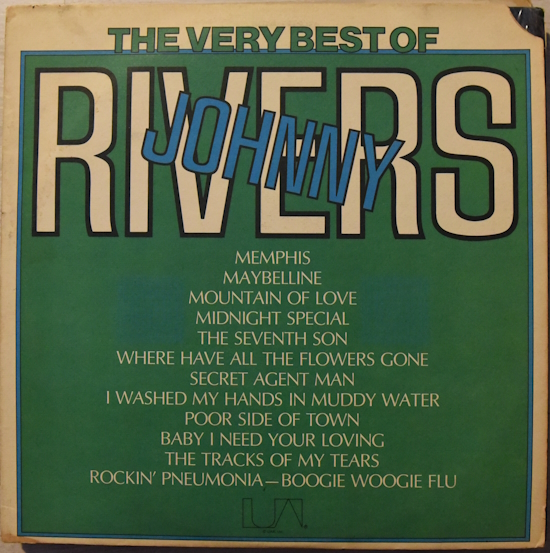 THE VERY BEST OF
JOHNNY
RIVERS
MEMPHIS
MAYBELLINE
MOUNTAIN OF LOVE
MIDNIGHT SPECIAL
THE SEVENTH SON
WHERE HAVE ALL THE FLOWERS GONE
SECRET AGENT MAN
I WASHED MY HANDS IN MUDDY WATER
POOR SIDE OF TOWN
BABY I NEED YOUR LOVING
THE TRACKS OF MY TEARS
ROCKIN' PNEUMONIA—BOOGIE WOOGIE FLU
UA